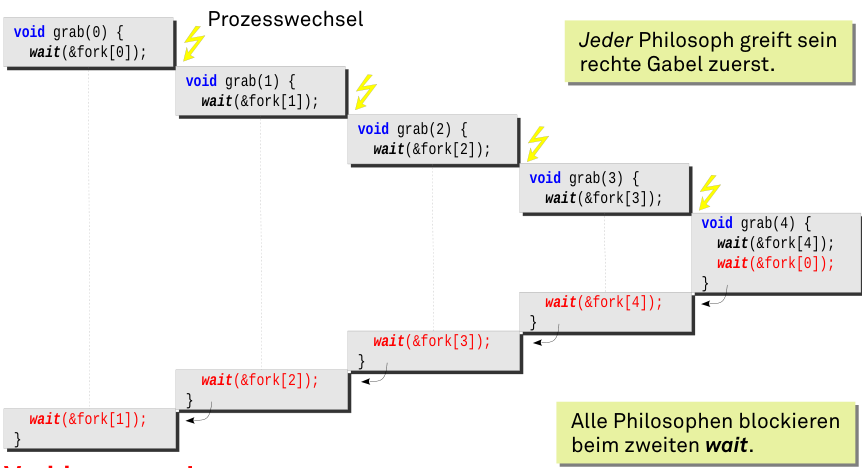 Prozesswechsel
void grab(0) {
wait(&fork[0]);
Jeder Philosoph greift sein
rechte Gabel zuerst.
void grab(1) {
wait(&fork[1]);
void grab(2) {
wait(&fork[2]);
void grab(3) {
wait(&fork[3]);
void grab(4) {
wait(&fork[4]);
wait(&fork[0]);
}
wait(&fork[4]);
}
wait(&fork[3]);
}
wait(&fork[2]);
}
wait(&fork[1]);
}
Alle Philosophen blockieren
beim zweiten wait.